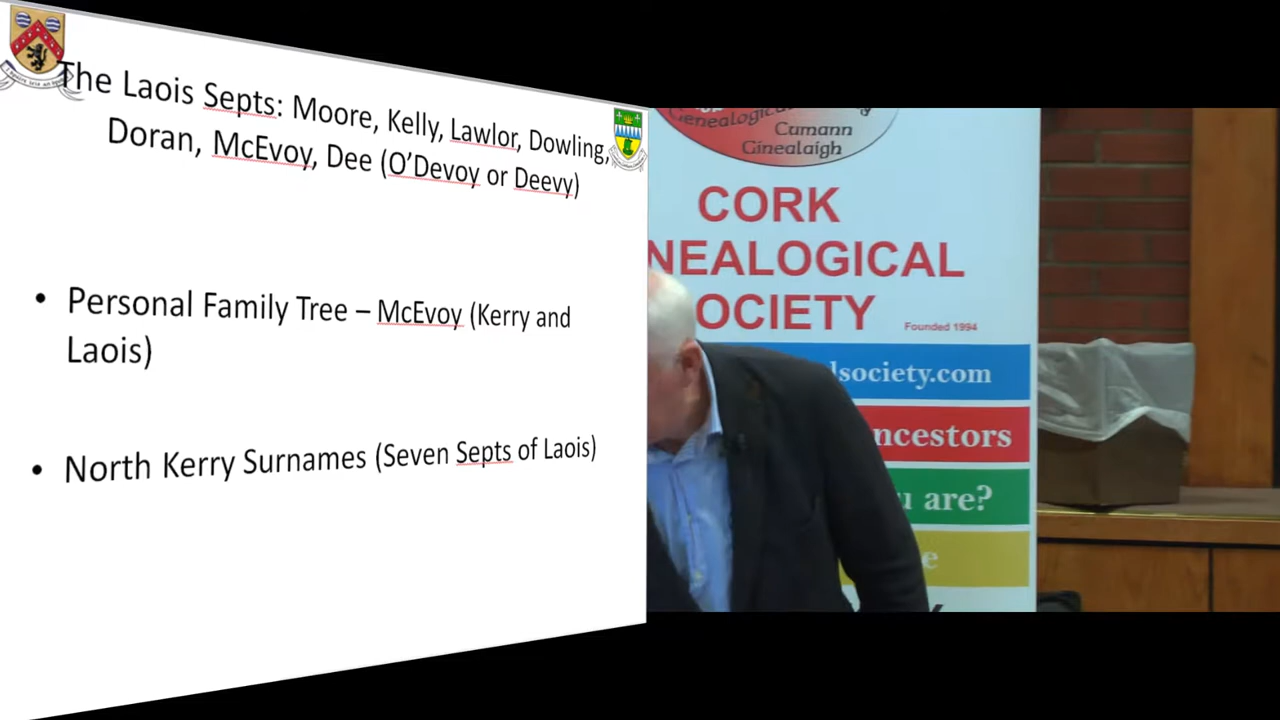 The Laois Septs: Moore, Kelly, Lawlor, Dowling,
Doran, McEvoy, Dee (O'Devoy or Deevy)
• Personal Family Tree – McEvoy (Kerry and
Laois)
• North Kerry Surnames (Seven Septs of Laois)
Genealogical
Cumann
Ginealaigh
CORK
NEALOGICAL
OCIETY
Founded 1994
lsociety.com
ncestors
u are?
e